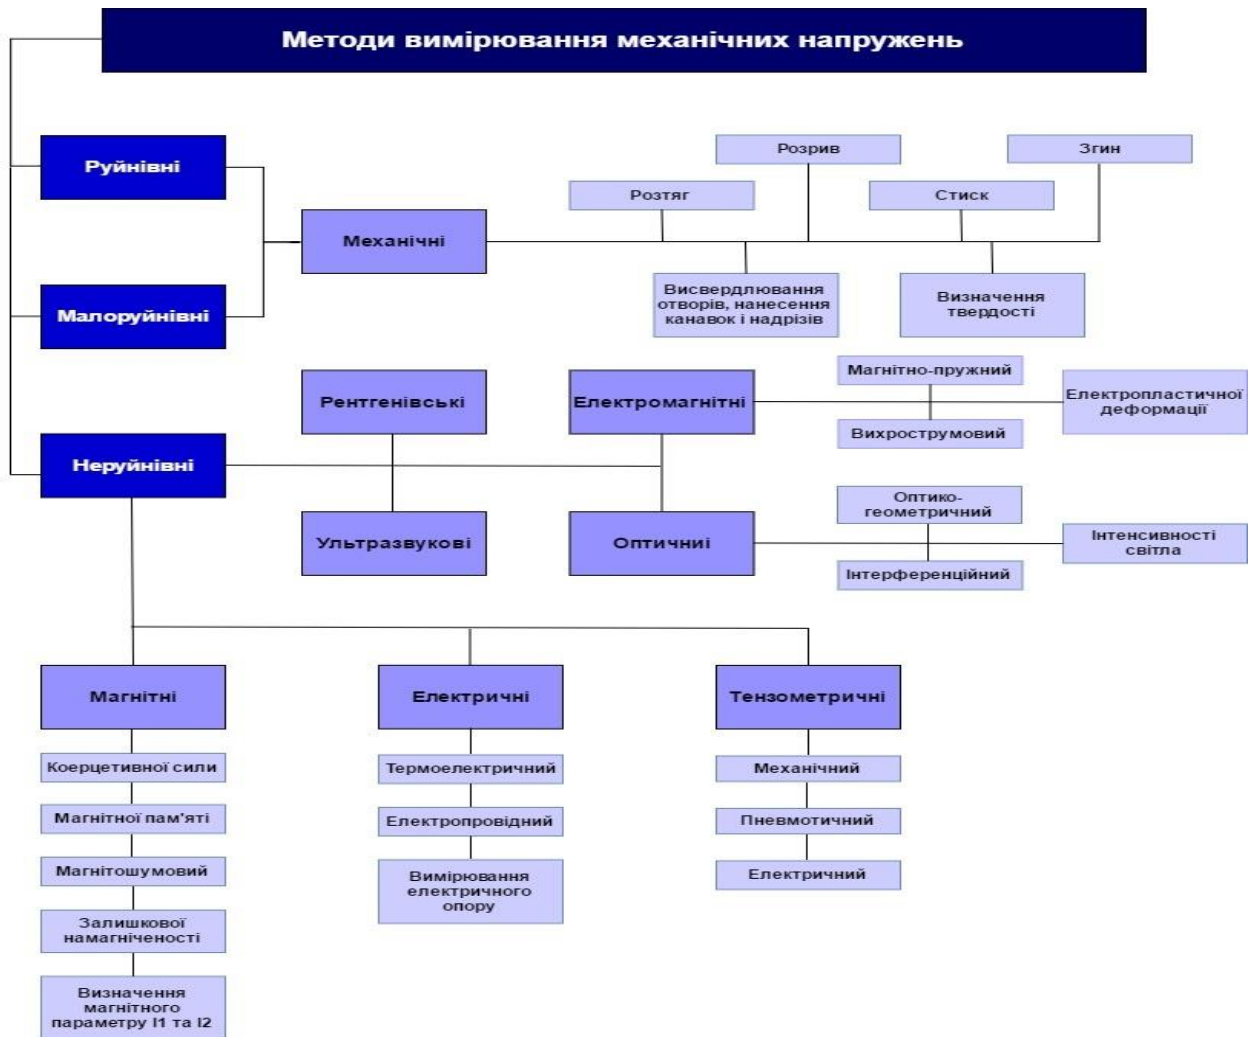 Методи вимірювання механічних напружень
Руйнівні
Малоруйнівні
Неруйнівні
Механічні
Розтяг
Розрив
Стиск
Згин
Висвердлювання
отворів, нанесення
канавок і надрізів
Визначення
твердості
Рентгенівські
Ультразвукові
Електромагнітні
Магнітно-пружний
Вихрострумовий
Електропластичної
деформації
Оптичниі
Оптико-
геометричний
Інтерференційний
Інтенсивності
світла
Магнітні
Коерцетивної сили
Магнітної пам'яті
Магнітошумовий
Залишкової
намагніченості
Визначення
магнітного
параметру I1 та I2
Електричні
Термоелектричний
Електропровідний
Вимірювання
електричного
опору
Тензометричні
Механічний
Пневмотичний
Електричний